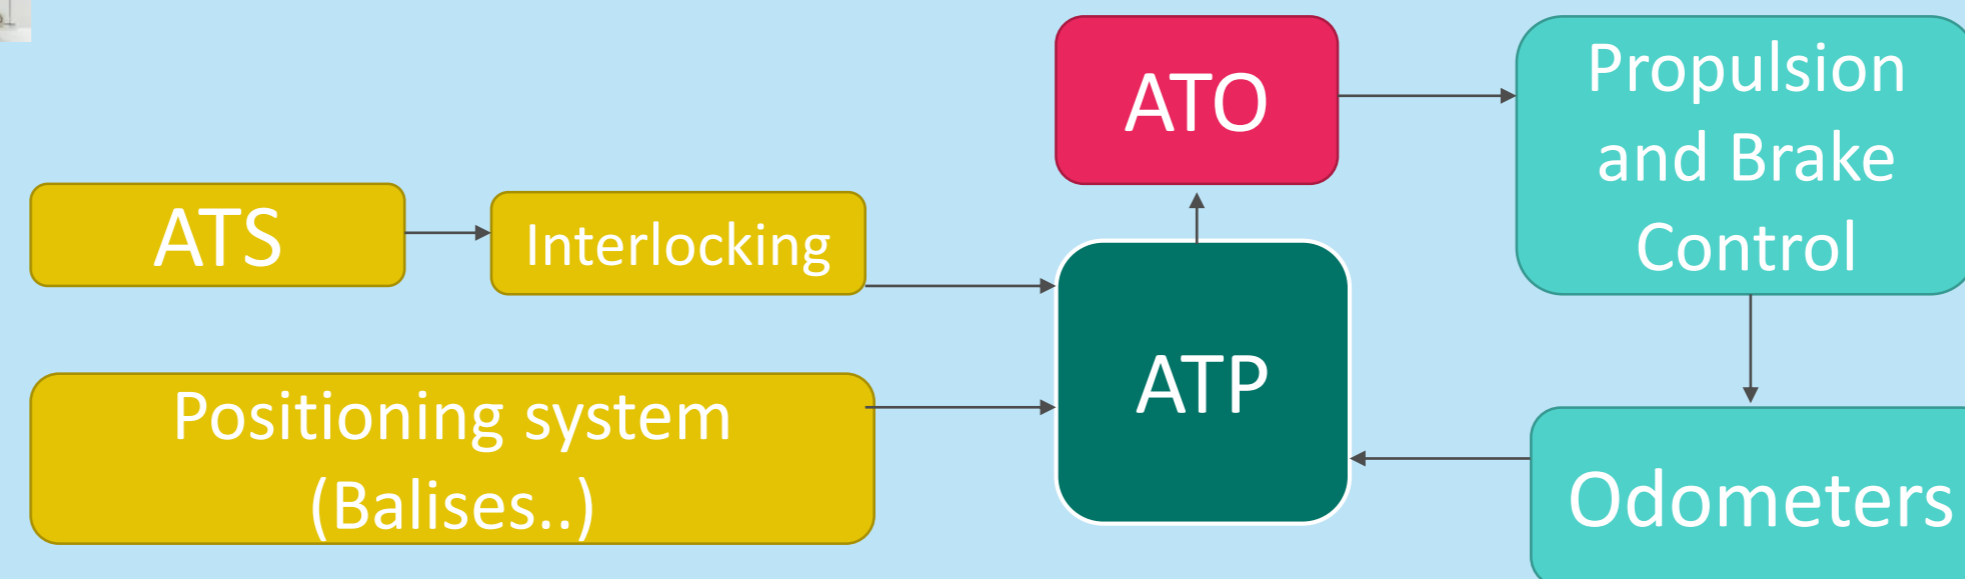 ATO
Propulsion
and Brake
Control
ATS
Interlocking
ATP
Positioning system
(Balises..)
Odometers